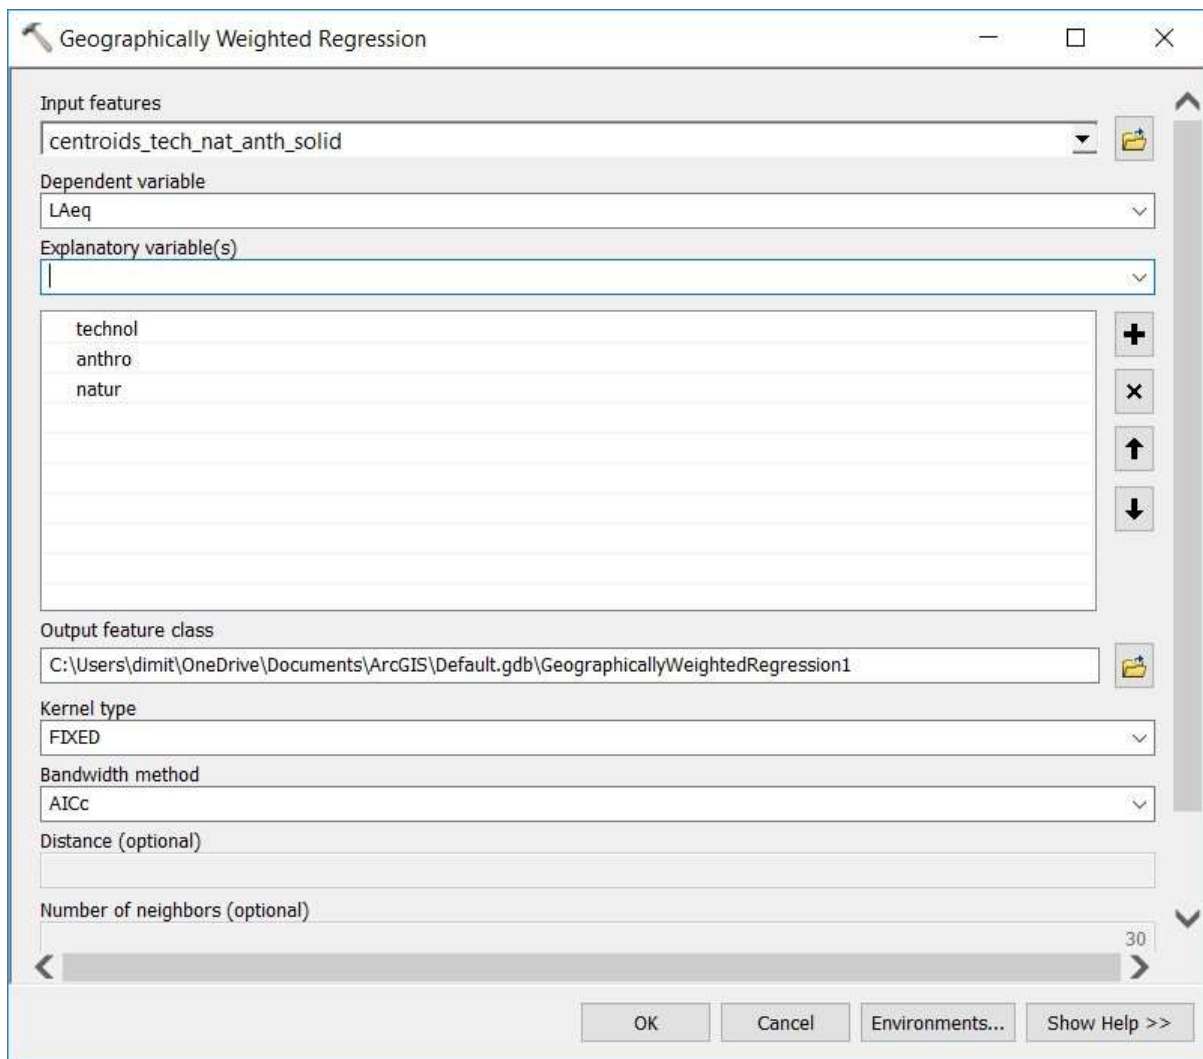 Geographically Weighted Regression
Input features
centroids_tech_nat_anth_solid
Dependent variable
LAeq
Explanatory variable(s)
technol
anthro
natur
Output feature class
C:\Users\dimit\OneDrive\Documents\ArcGIS\Default.gdb\GeographicallyWeightedRegression1
Kernel type
FIXED
Bandwidth method
AICc
Distance (optional)
Number of neighbors (optional)
30
OK Cancel Environments... Show Help >>